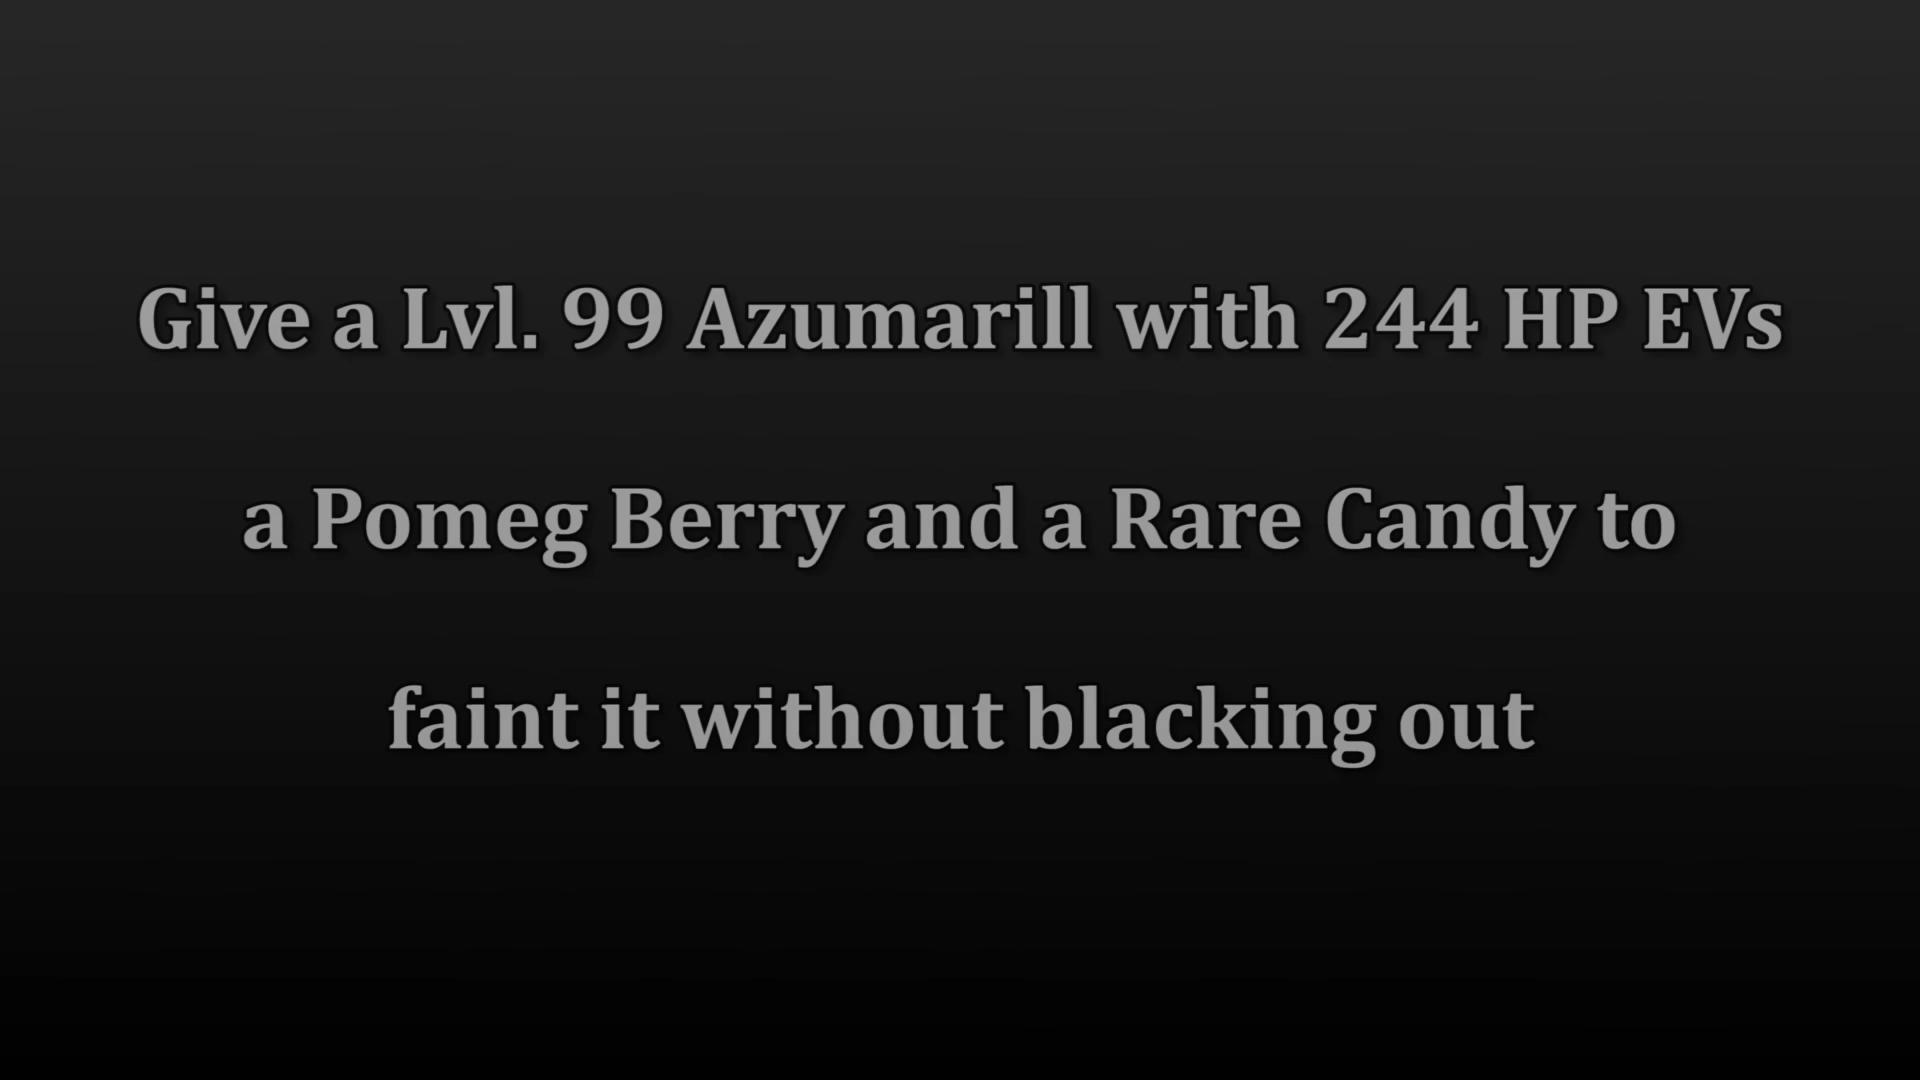 Give a Lvl. 99 Azumarill with 244 HP EVs
a Pomeg Berry and a Rare Candy to
faint it without blacking out